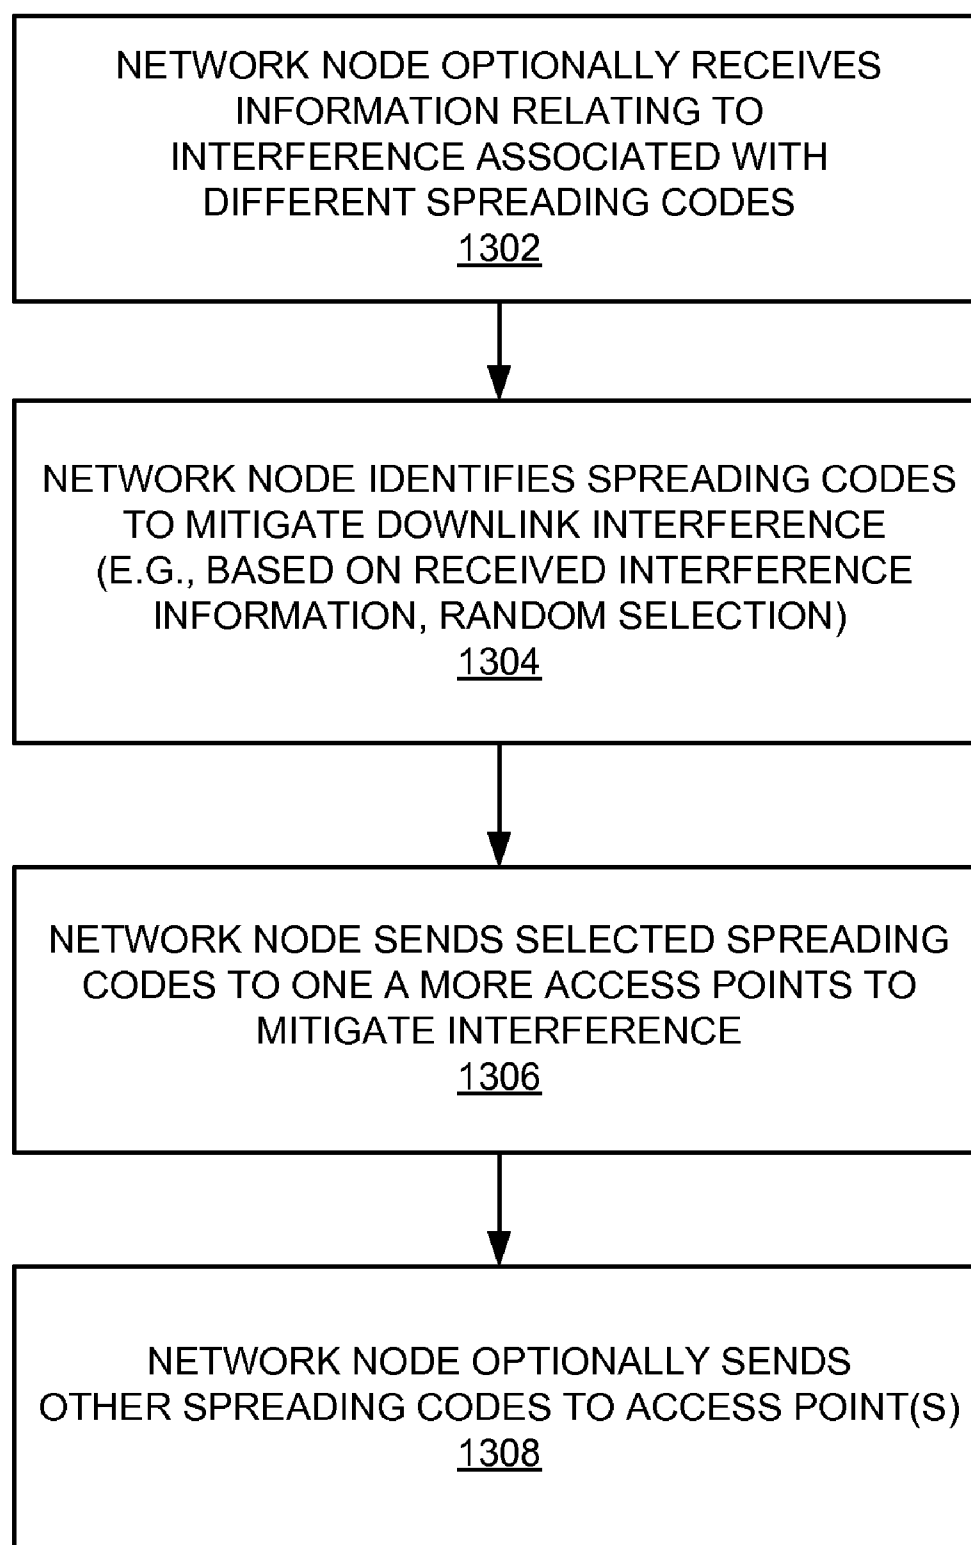 NETWORK NODE OPTIONALLY RECEIVES
INFORMATION RELATING TO
INTERFERENCE ASSOCIATED WITH
DIFFERENT SPREADING CODES
1302
NETWORK NODE IDENTIFIES SPREADING CODES
TO MITIGATE DOWNLINK INTERFERENCE
(E.G., BASED ON RECEIVED INTERFERENCE
INFORMATION, RANDOM SELECTION)
1304
NETWORK NODE SENDS SELECTED SPREADING
CODES TO ONE A MORE ACCESS POINTS TO
MITIGATE INTERFERENCE
1306
NETWORK NODE OPTIONALLY SENDS
OTHER SPREADING CODES TO ACCESS POINT(S)
1308